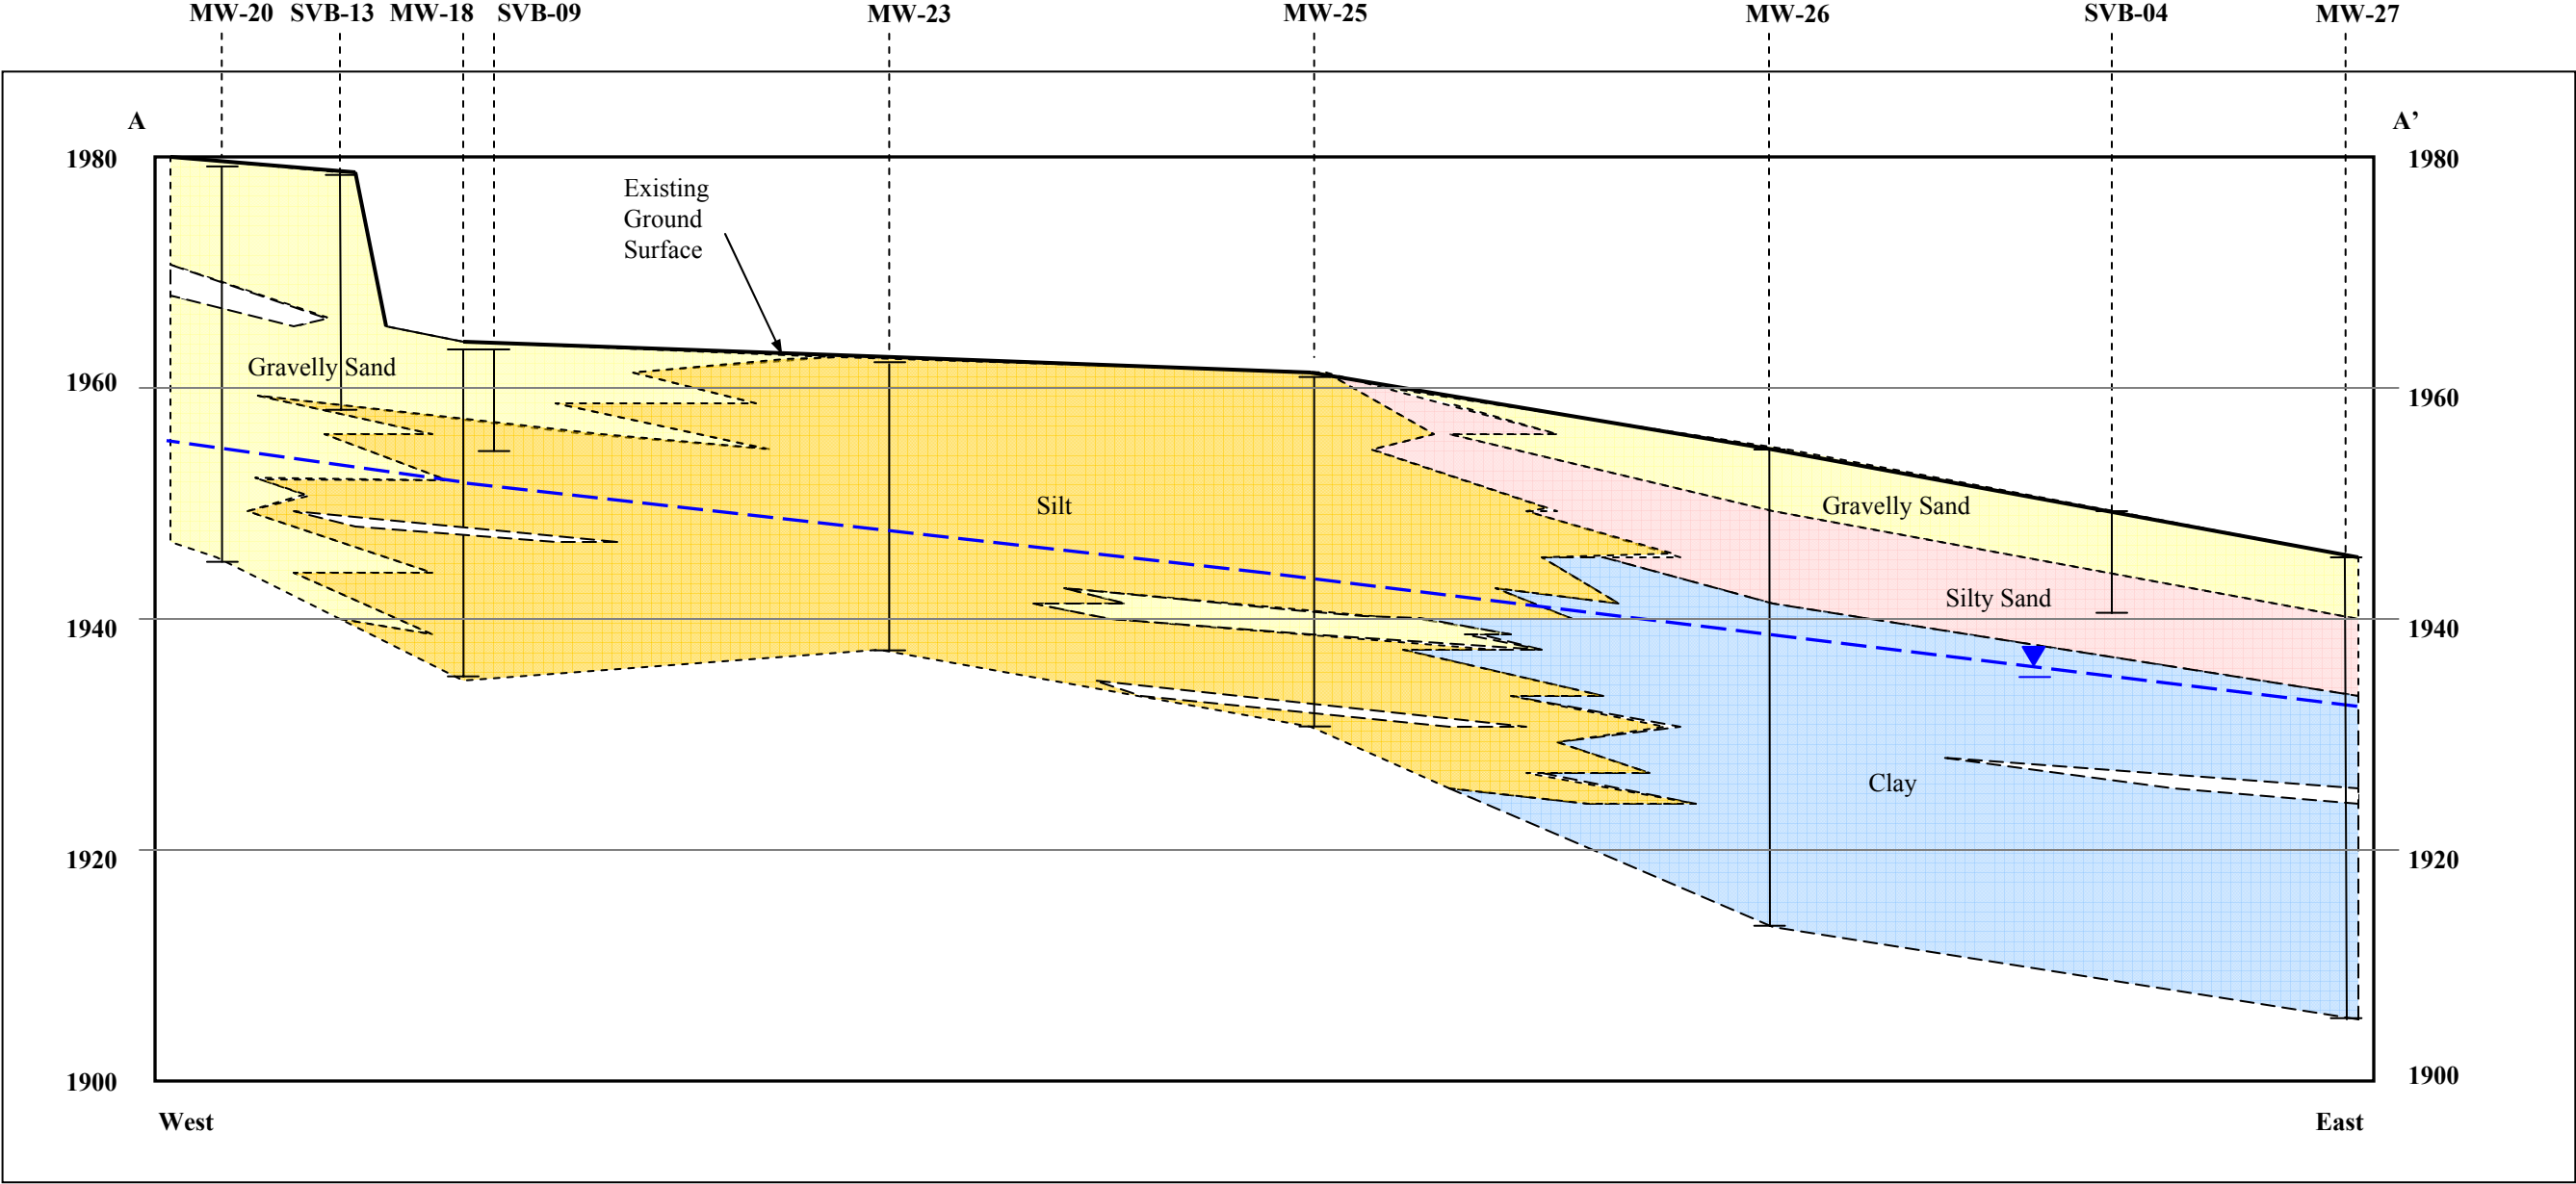 MW-20 SVB-13 MW-18 SVB-09 MW-23 MW-25 MW-26 SVB-04 MW-27
A A’
1980 1980
Existing
Ground
Surface
Gravelly Sand
1960 1960
Silt Gravelly Sand
Silty Sand
1940 1940
Clay
1920 1920
1900 1900
West East